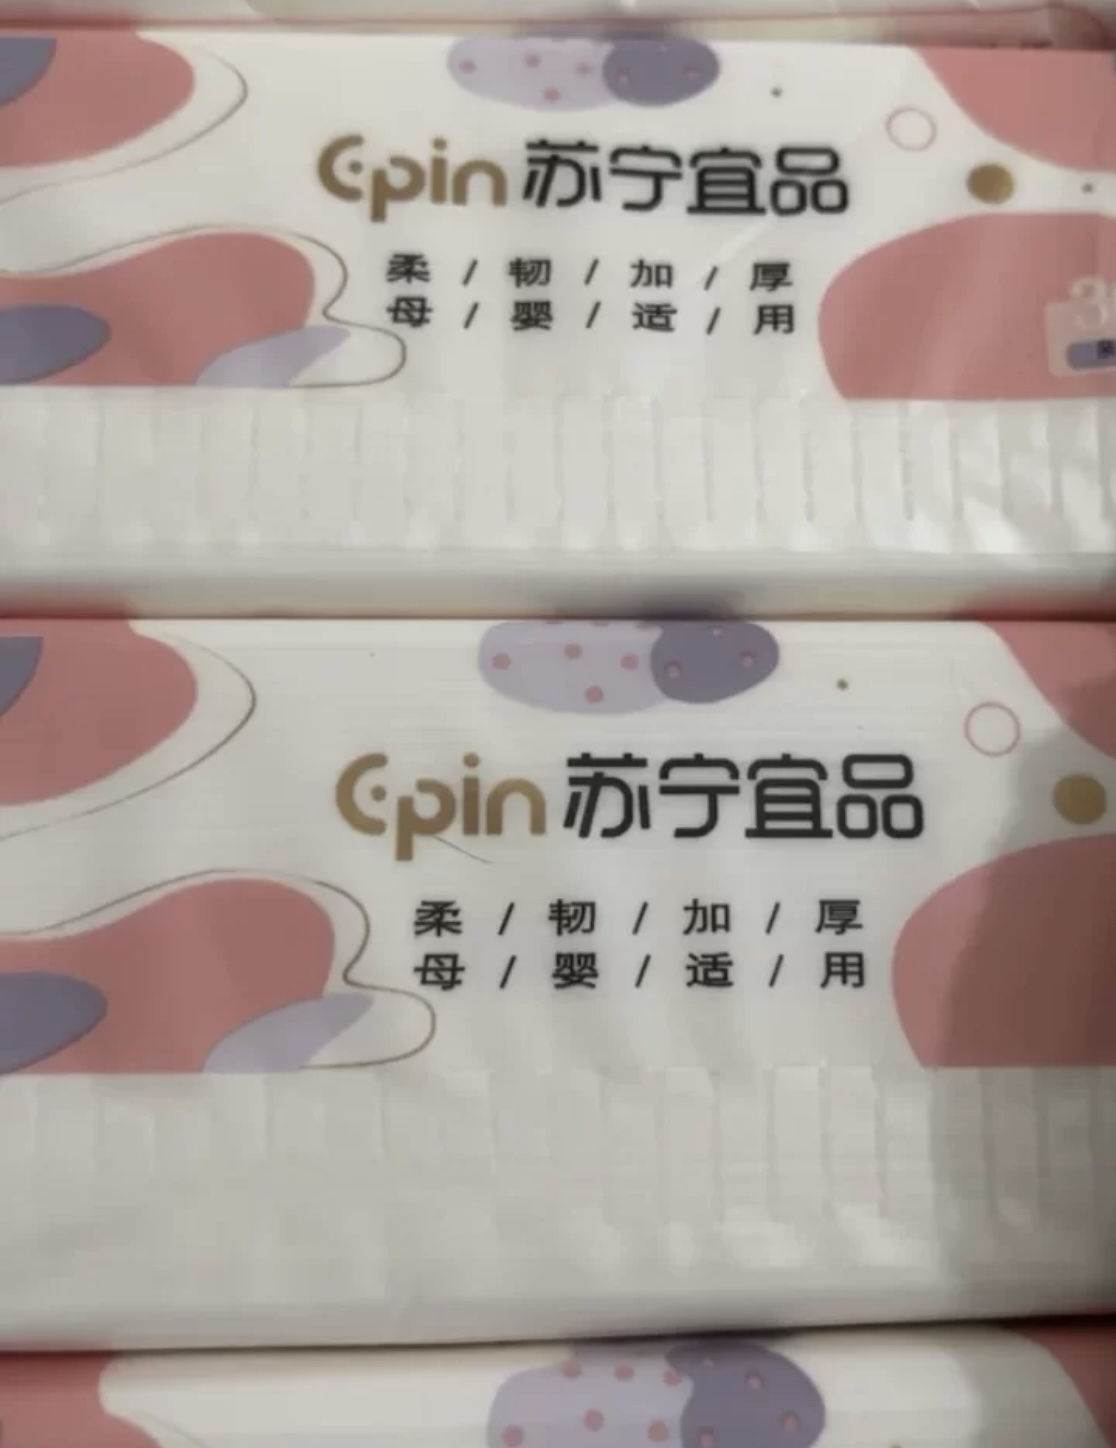 Epin 苏宁宜品
柔 / 韧 / 加 / 厚
母 / 婴 / 适 / 用
Epin 苏宁宜品
柔 / 韧 / 加 / 厚
母 / 婴 / 适 / 用